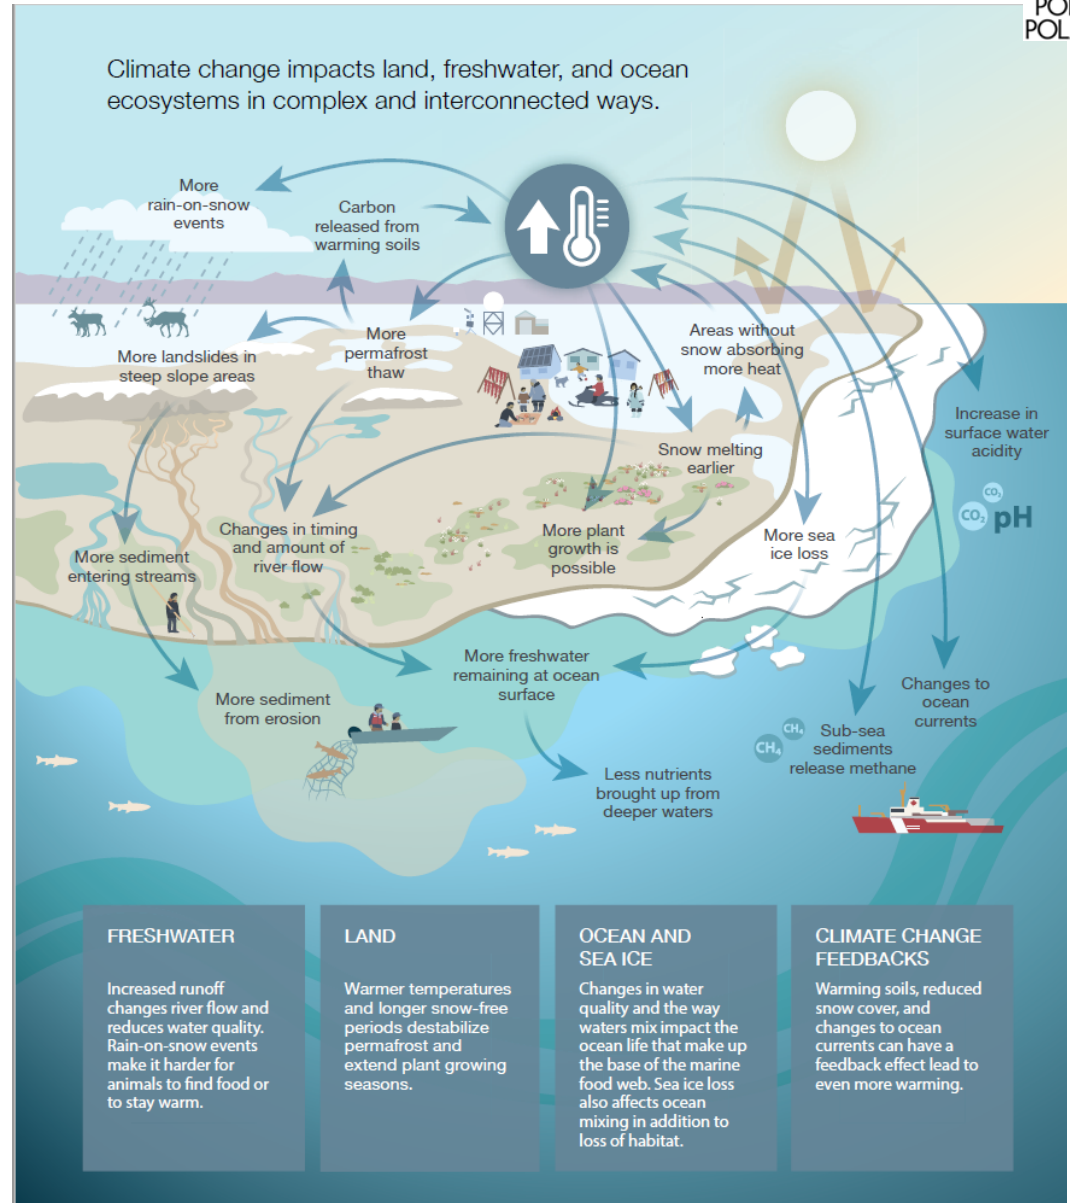 POL
Climate change impacts land, freshwater, and ocean
ecosystems in complex and interconnected ways.
More
rain-on-snow
events
Carbon
released from
warming soils
More landslides in
steep slope areas
More
permafrost
thaw
Areas without
snow absorbing
more heat
Increase in
surface water
acidity
Snow melting
earlier
CO₂
CO₂ pH
More sediment
entering streams
Changes in timing
and amount of
river flow
More plant
growth is
possible
More sea
ice loss
More freshwater
remaining at ocean
surface
More sediment
from erosion
Changes to
ocean
currents
CH₄
CH₄
Sub-sea
sediments
release methane
Less nutrients
brought up from
deeper waters
FRESHWATER
Increased runoff
changes river flow and
reduces water quality.
Rain-on-snow events
make it harder for
animals to find food or
to stay warm.
LAND
Warmer temperatures
and longer snow-free
periods destabilize
permafrost and
extend plant growing
seasons.
OCEAN AND
SEA ICE
Changes in water
quality and the way
waters mix impact the
ocean life that make up
the base of the marine
food web. Sea ice loss
also affects ocean
mixing in addition to
loss of habitat.
CLIMATE CHANGE
FEEDBACKS
Warming soils, reduced
snow cover, and
changes to ocean
currents can have a
feedback effect lead to
even more warming.